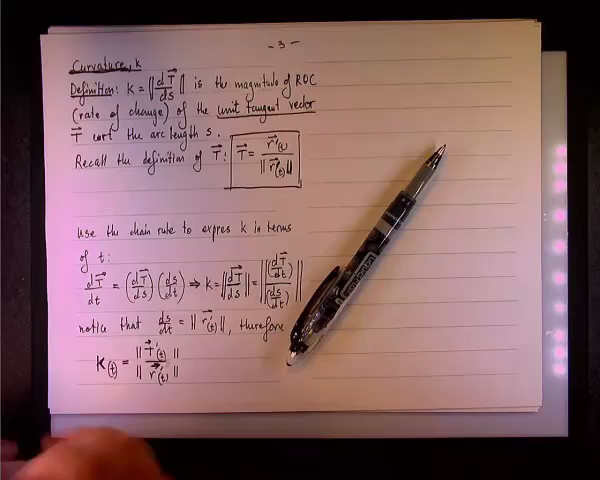 - 3 -
Curvature, k
Definition: K = ||dT⃗/ds|| is the magnitude of ROC
(rate of change) of the unit tangent vector
T⃗ wrt the arc length s.
Recall the definition of T⃗: T⃗ = r⃗'(t) / ||r⃗'(t)||
Use the chain rule to expres k in terms
of t:
dT⃗/dt = (dT⃗/ds)(ds/dt) ⇒ K = ||dT⃗/ds|| = ||(dT⃗/dt)/(ds/dt)||
notice that ds/dt = ||r⃗'(t)||, therefore
K(t) = ||T⃗'(t)|| / ||r⃗'(t)||